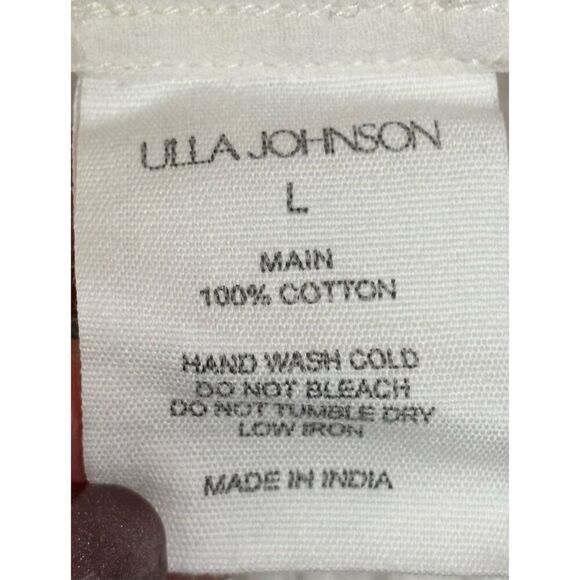 ULLA JOHNSON
L
MAIN
100% COTTON
HAND WASH COLD
DO NOT BLEACH
DO NOT TUMBLE DRY
LOW IRON
MADE IN INDIA